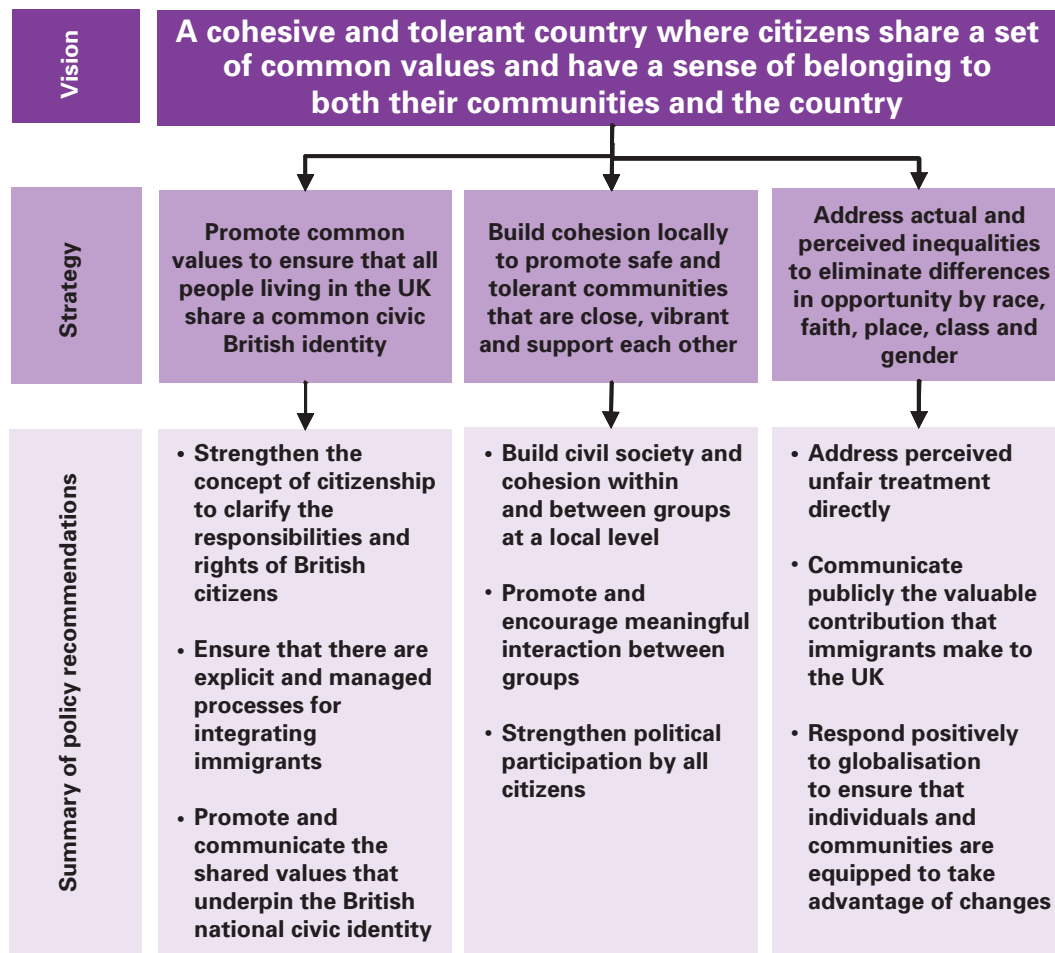 Vision
A cohesive and tolerant country where citizens share a set
of common values and have a sense of belonging to
both their communities and the country
Strategy
Promote common
values to ensure that all
people living in the UK
share a common civic
British identity
Build cohesion locally
to promote safe and
tolerant communities
that are close, vibrant
and support each other
Address actual and
perceived inequalities
to eliminate differences
in opportunity by race,
faith, place, class and
gender
Summary of policy recommendations
• Strengthen the
concept of citizenship
to clarify the
responsibilities and
rights of British
citizens
• Ensure that there are
explicit and managed
processes for
integrating
immigrants
• Promote and
communicate the
shared values that
underpin the British
national civic identity
• Build civil society and
cohesion within
and between groups
at a local level
• Promote and
encourage meaningful
interaction between
groups
• Strengthen political
participation by all
citizens
• Address perceived
unfair treatment
directly
• Communicate
publicly the valuable
contribution that
immigrants make to
the UK
• Respond positively
to globalisation
to ensure that
individuals and
communities are
equipped to take
advantage of changes